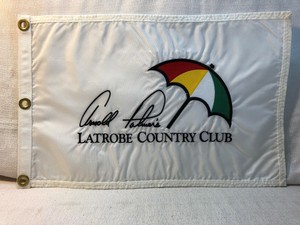 Arnold Palmer's
LATROBE COUNTRY CLUB